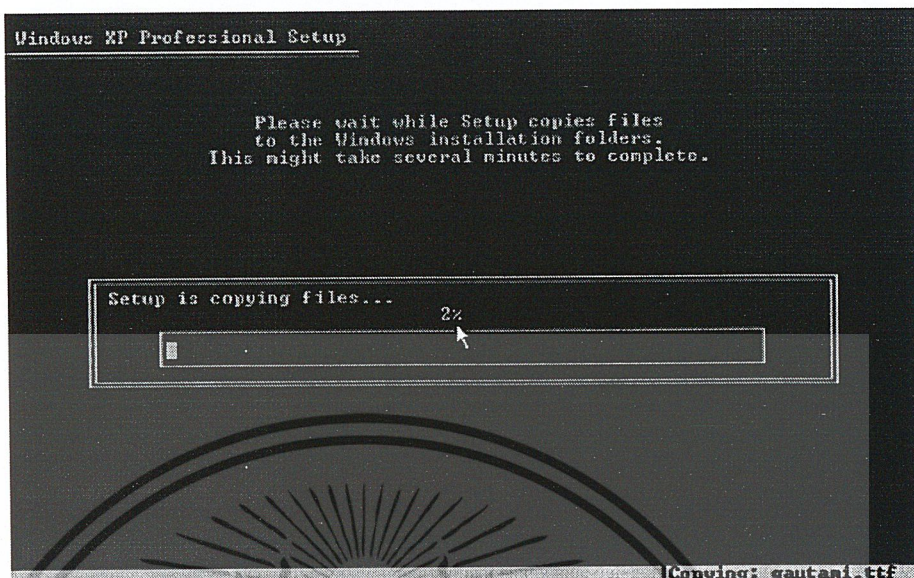 Windows XP Professional Setup
Please wait while Setup copies files
to the Windows installation folders.
This might take several minutes to complete.
Setup is copying files...
2%
Copying: gautami.ttf